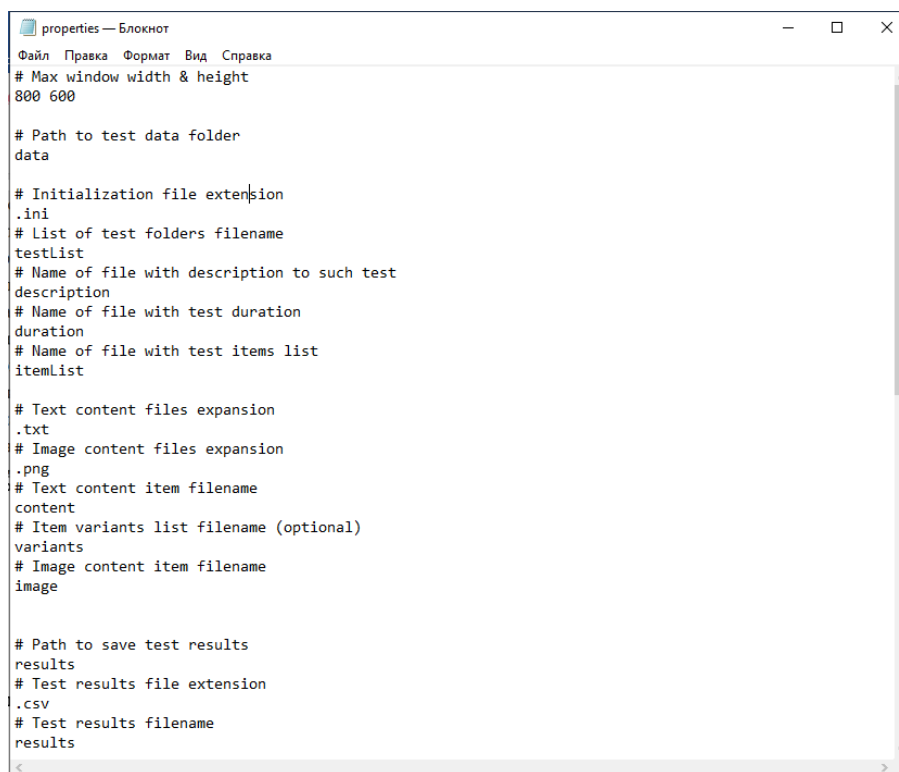 properties — Блокнот
Файл Правка Формат Вид Справка
# Max window width & height
800 600
# Path to test data folder
data
# Initialization file extension
.ini
# List of test folders filename
testList
# Name of file with description to such test
description
# Name of file with test duration
duration
# Name of file with test items list
itemList
# Text content files expansion
.txt
# Image content files expansion
.png
# Text content item filename
content
# Item variants list filename (optional)
variants
# Image content item filename
image
# Path to save test results
results
# Test results file extension
.csv
# Test results filename
results